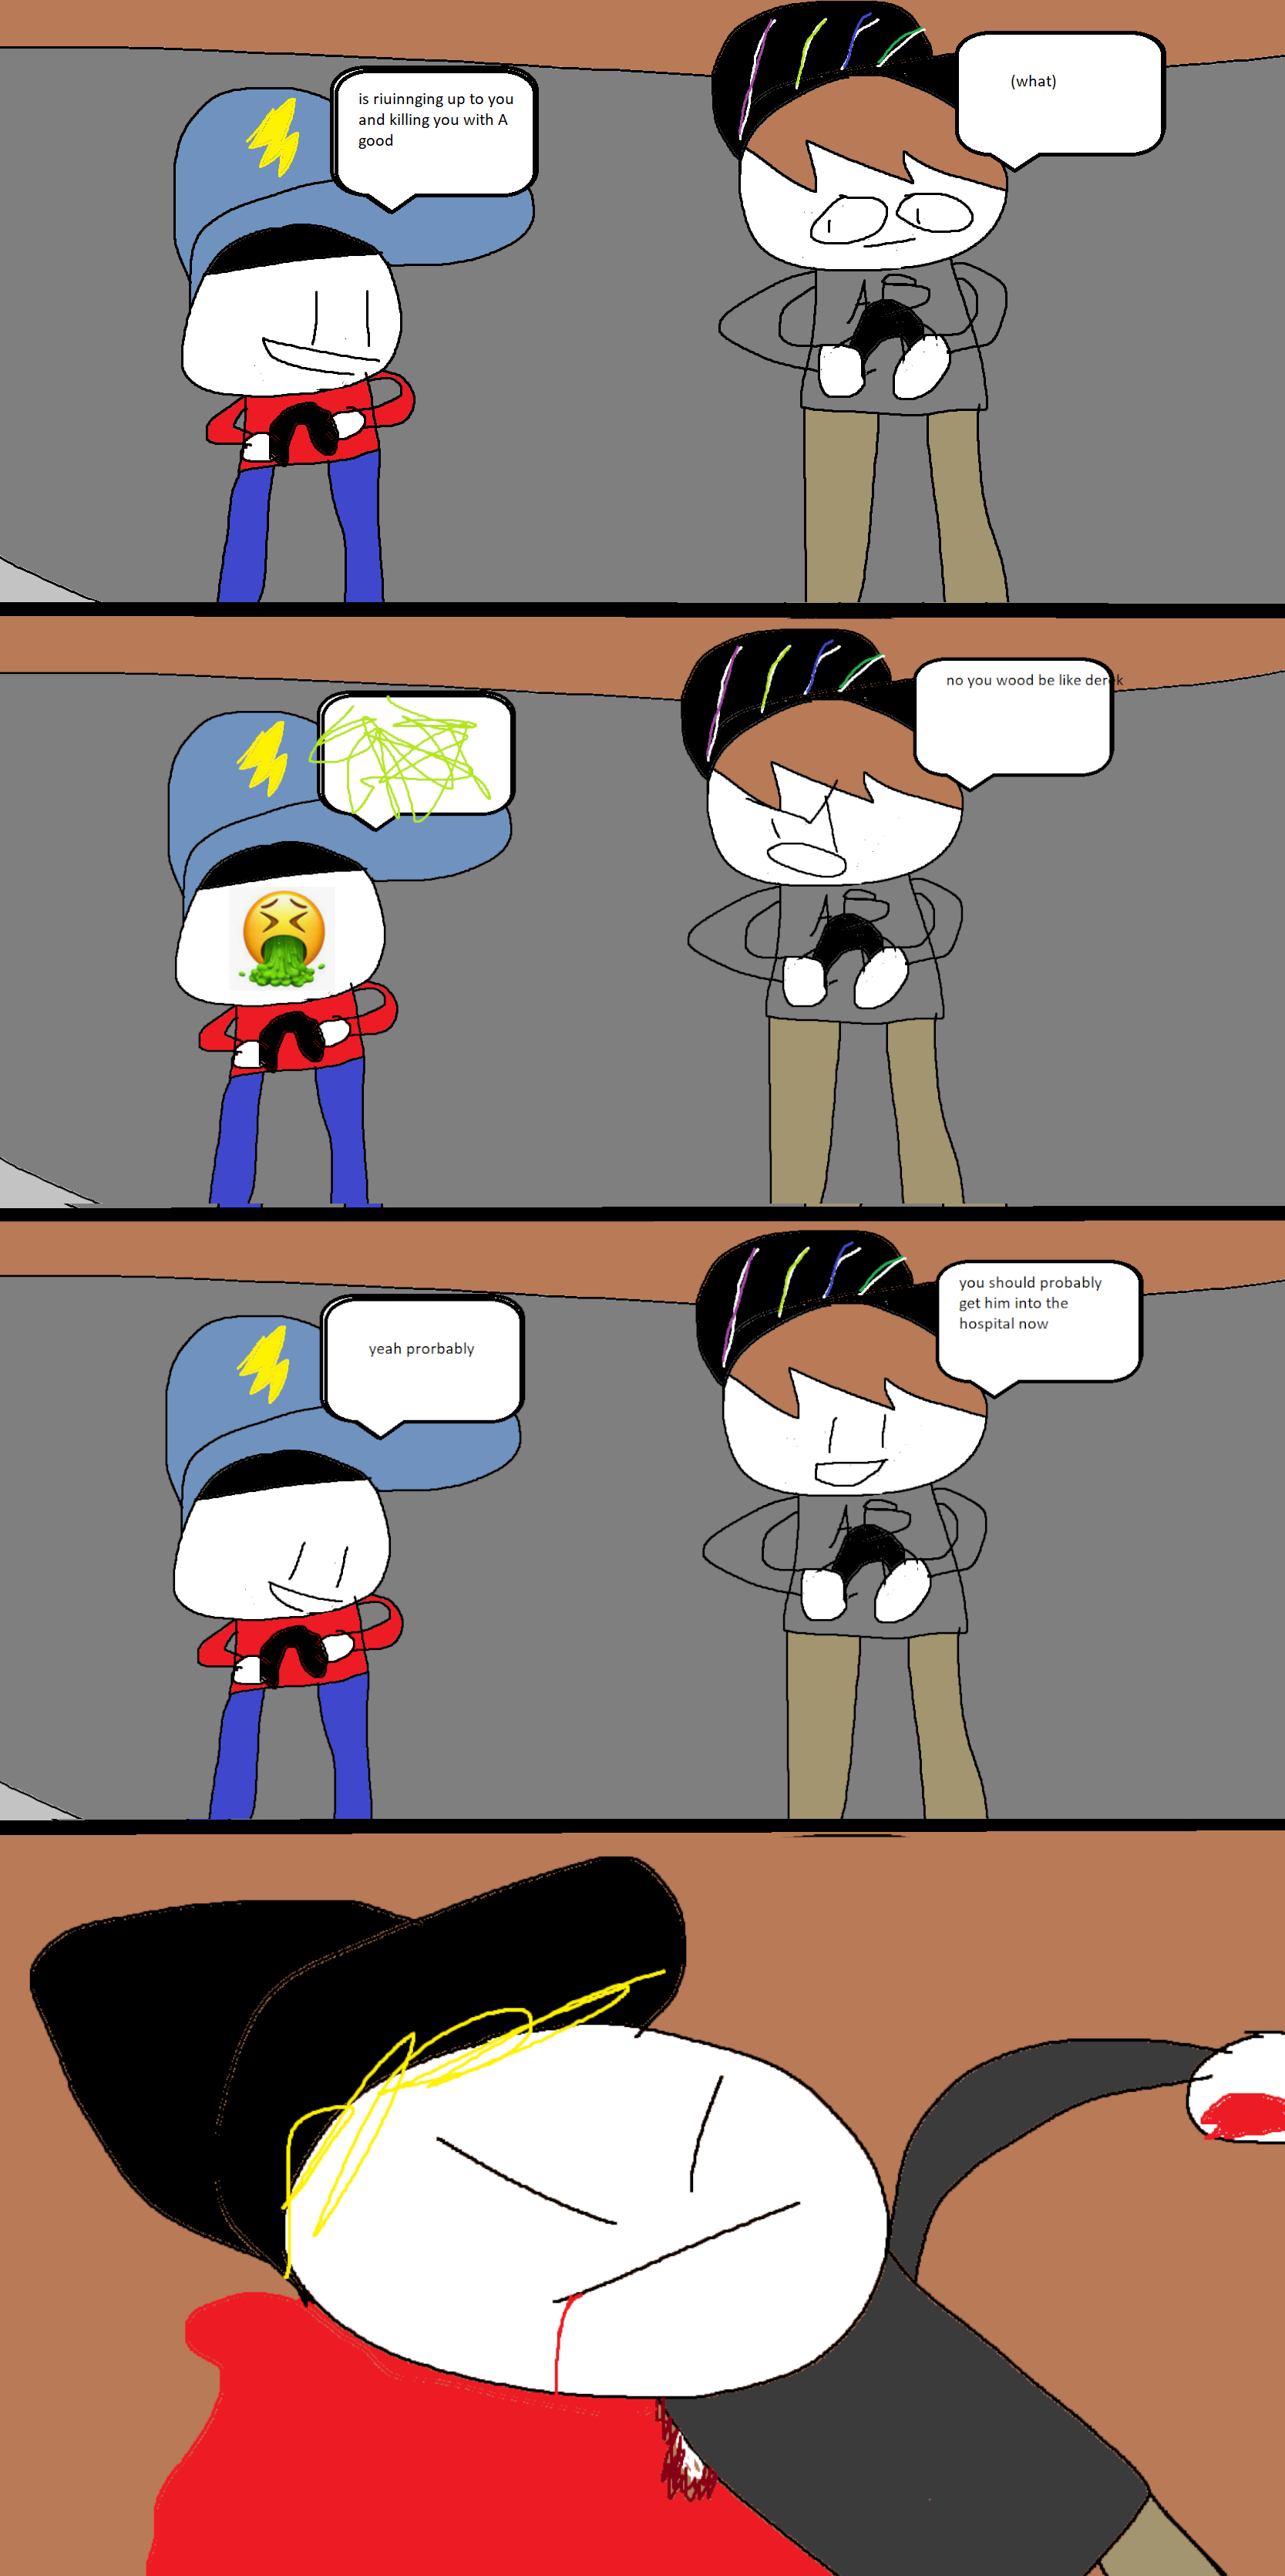 is riuinnging up to you
and killing you with A
good
(what)
no you wood be like derek
you should probably
get him into the
hospital now
yeah prorbably